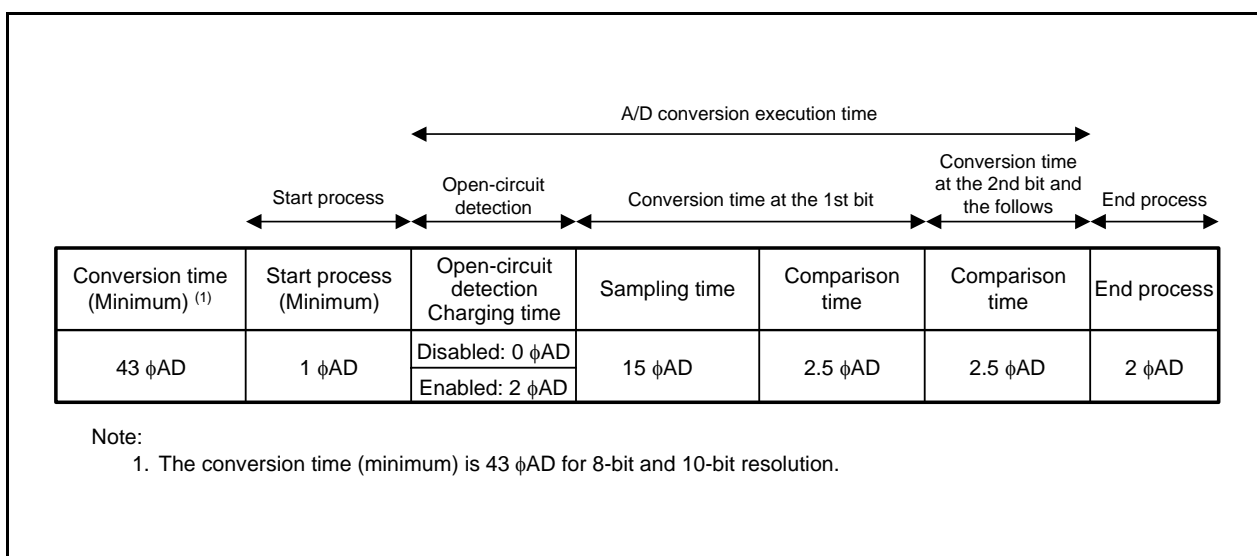 A/D conversion execution time
Start process
Open-circuit
detection
Conversion time at the 1st bit
Conversion time
at the 2nd bit and
the follows
End process
Conversion time
(Minimum) (1)
Start process
(Minimum)
Open-circuit
detection
Charging time
Sampling time
Comparison
time
Comparison
time
End process
43 ϕAD
1 ϕAD
Disabled: 0 ϕAD
Enabled: 2 ϕAD
15 ϕAD
2.5 ϕAD
2.5 ϕAD
2 ϕAD
Note:
1. The conversion time (minimum) is 43 ϕAD for 8-bit and 10-bit resolution.